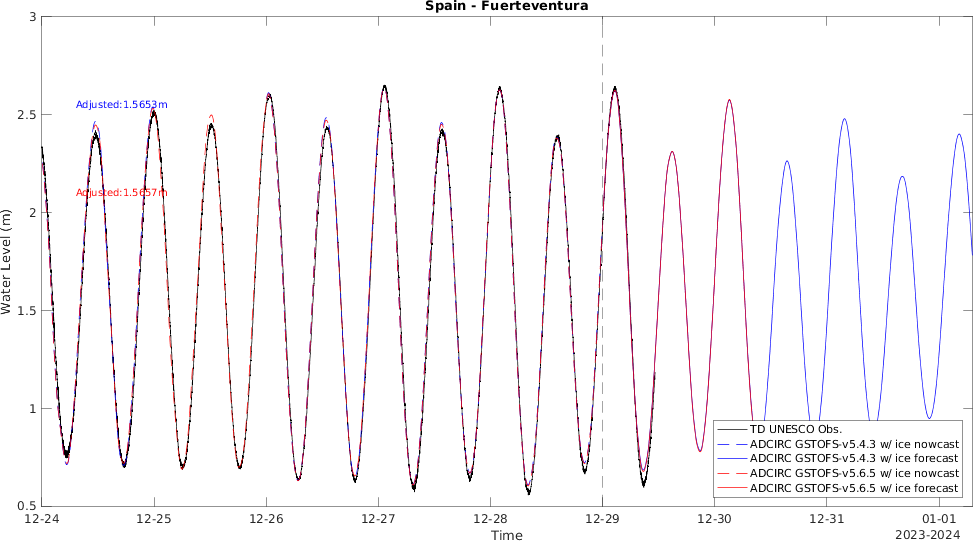 Spain - Fuerteventura
3
2.5
2
1.5
1
0.5
Water Level (m)
Adjusted:1.5653m
Adjusted:1.5657m
TD UNESCO Obs.
ADCIRC GSTOFS-v5.4.3 w/ ice nowcast
ADCIRC GSTOFS-v5.4.3 w/ ice forecast
ADCIRC GSTOFS-v5.6.5 w/ ice nowcast
ADCIRC GSTOFS-v5.6.5 w/ ice forecast
12-24 12-25 12-26 12-27 12-28 12-29 12-30 12-31 01-01
Time
2023-2024